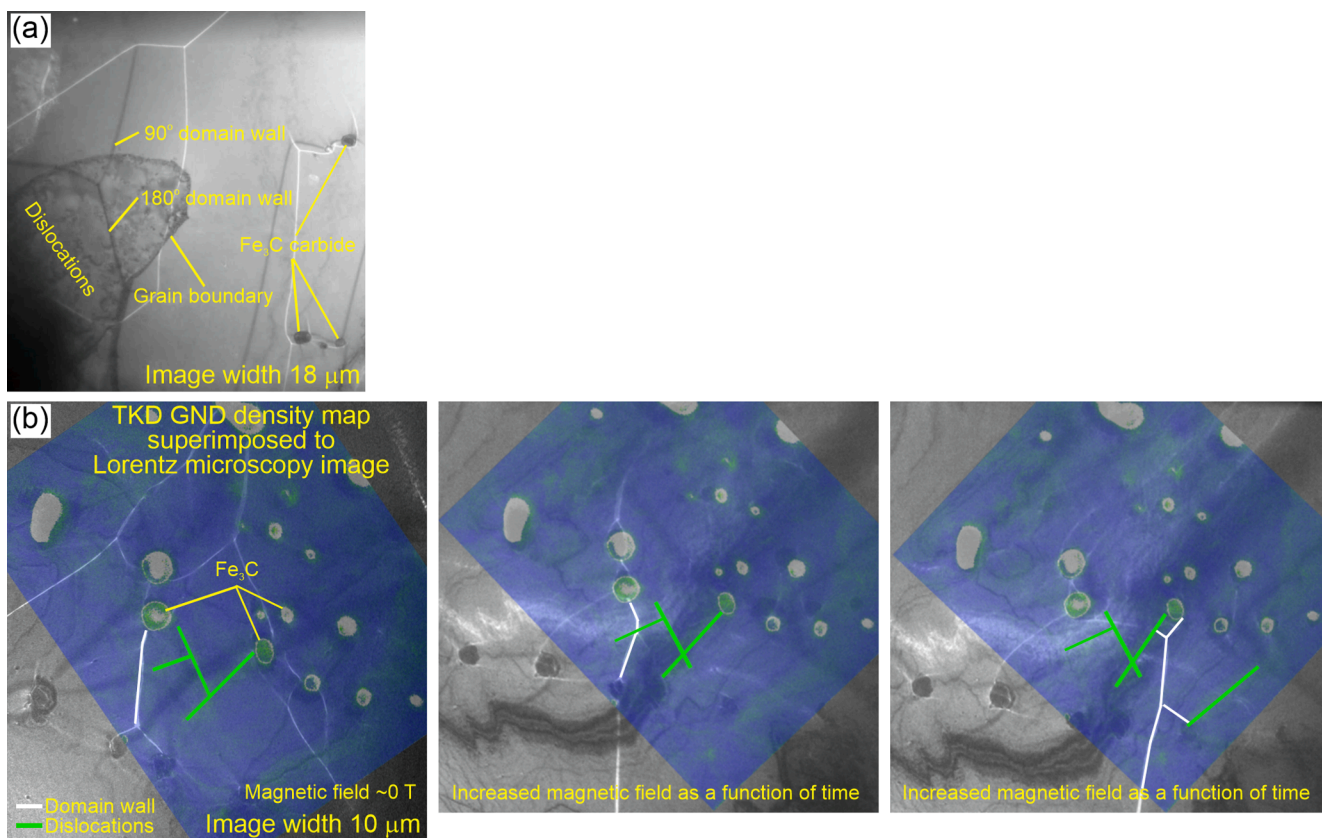 (a)
90° domain wall
180° domain wall
Dislocations
Fe₃C carbide
Grain boundary
Image width 18 μm
(b)
TKD GND density map
superimposed to
Lorentz microscopy image
Fe₃C
Magnetic field ~0 T
Domain wall
Dislocations
Image width 10 μm
Increased magnetic field as a function of time
Increased magnetic field as a function of time